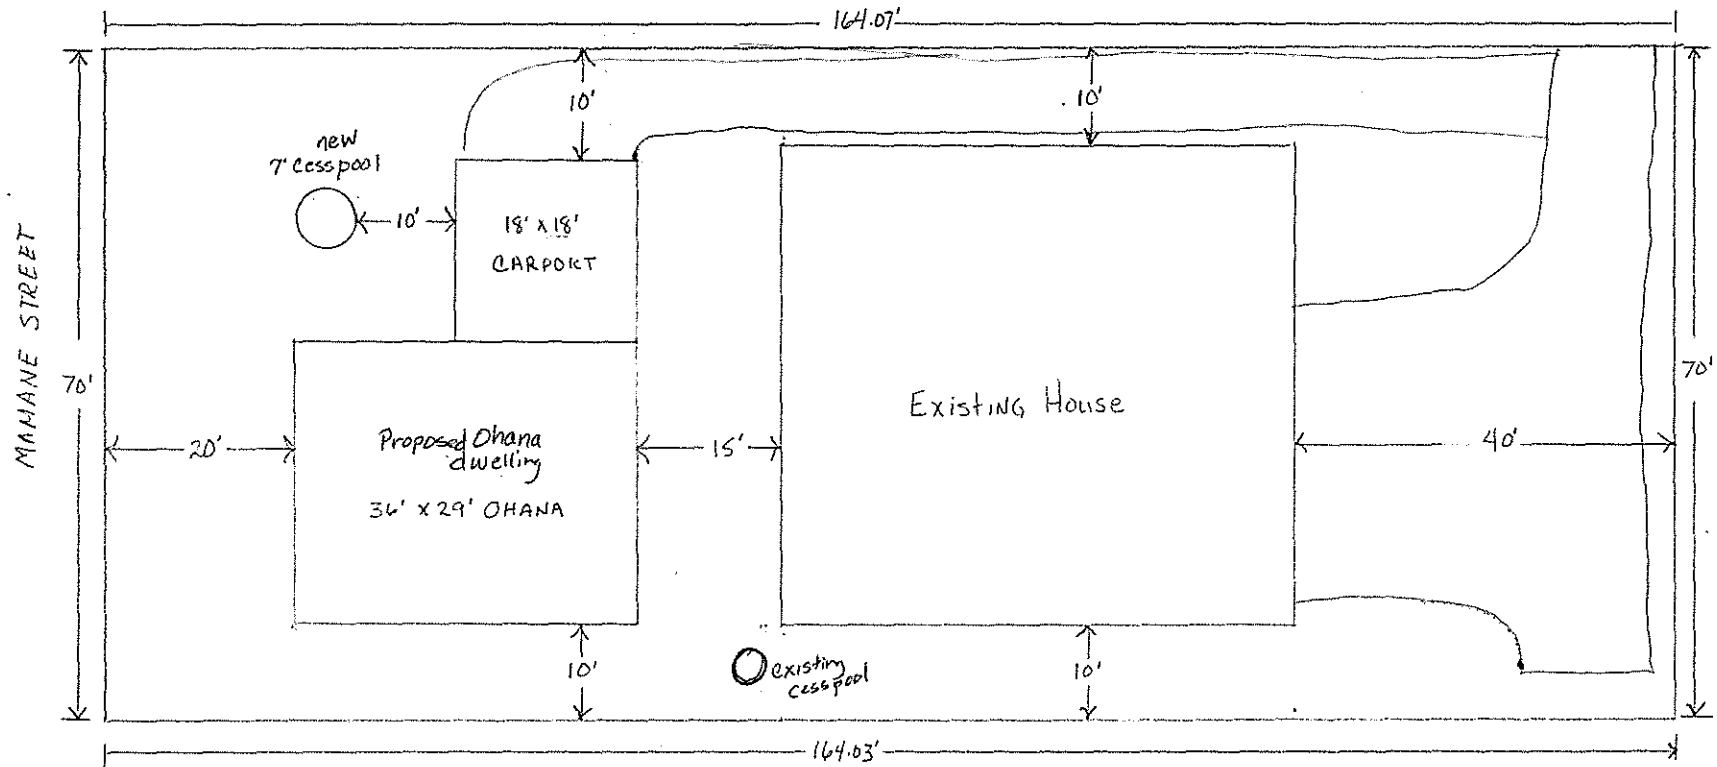 164.07'
10'
10'
new
7' Cesspool
10'
18' x 18'
CARPORT
MAMANE STREET
70'
70'
Existing House
20'
Proposed Ohana
dwelling
15'
40'
36' x 29' OHANA
10'
existing
cesspool
10'
164.03'